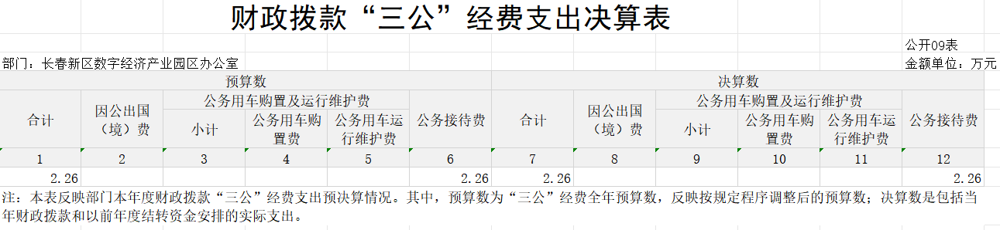 财政拨款“三公”经费支出决算表
公开09表
部门：长春新区数字经济产业园区办公室 金额单位：万元
预算数 决算数
合计 因公出国（境）费 公务用车购置及运行维护费 公务接待费 合计 因公出国（境）费 公务用车购置及运行维护费 公务接待费
小计 公务用车购置费 公务用车运行维护费 小计 公务用车购置费 公务用车运行维护费
1 2 3 4 5 6 7 8 9 10 11 12
2.26 2.26 2.26 2.26
注：本表反映部门本年度财政拨款“三公”经费支出预决算情况。其中，预算数为“三公”经费全年预算数，反映按规定程序调整后的预算数；决算数是包括当
年财政拨款和以前年度结转资金安排的实际支出。